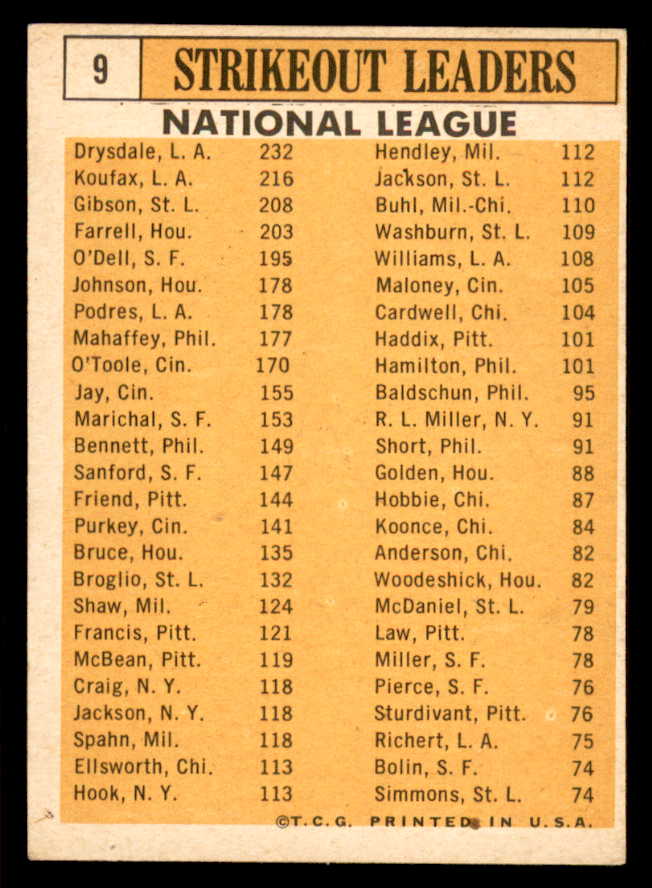 9 STRIKEOUT LEADERS
NATIONAL LEAGUE
Drysdale, L. A. 232
Koufax, L. A. 216
Gibson, St. L. 208
Farrell, Hou. 203
O'Dell, S. F. 195
Johnson, Hou. 178
Podres, L. A. 178
Mahaffey, Phil. 177
O'Toole, Cin. 170
Jay, Cin. 155
Marichal, S. F. 153
Bennett, Phil. 149
Sanford, S. F. 147
Friend, Pitt. 144
Purkey, Cin. 141
Bruce, Hou. 135
Broglio, St. L. 132
Shaw, Mil. 124
Francis, Pitt. 121
McBean, Pitt. 119
Craig, N. Y. 118
Jackson, N. Y. 118
Spahn, Mil. 118
Ellsworth, Chi. 113
Hook, N. Y. 113
Hendley, Mil. 112
Jackson, St. L. 112
Buhl, Mil.-Chi. 110
Washburn, St. L. 109
Williams, L. A. 108
Maloney, Cin. 105
Cardwell, Chi. 104
Haddix, Pitt. 101
Hamilton, Phil. 101
Baldschun, Phil. 95
R. L. Miller, N. Y. 91
Short, Phil. 91
Golden, Hou. 88
Hobbie, Chi. 87
Koonce, Chi. 84
Anderson, Chi. 82
Woodeshick, Hou. 82
McDaniel, St. L. 79
Law, Pitt. 78
Miller, S. F. 78
Pierce, S. F. 76
Sturdivant, Pitt. 76
Richert, L. A. 75
Bolin, S. F. 74
Simmons, St. L. 74
©T.C.G. PRINTED IN U.S.A.